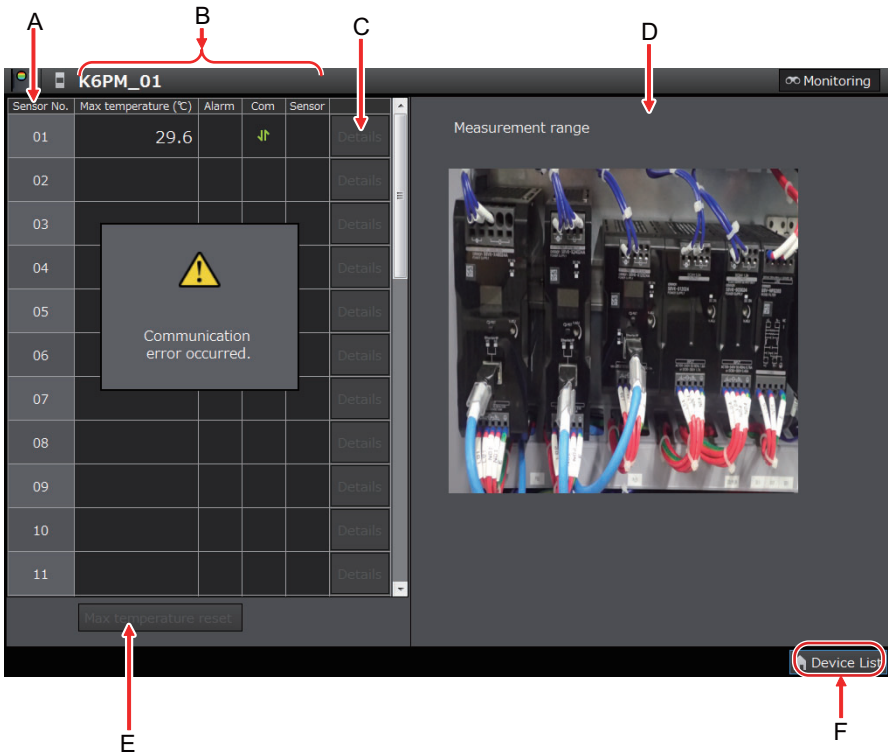 A
B
C
D
K6PM_01
Monitoring
Sensor No. Max temperature (℃) Alarm Com Sensor
01 29.6 Details
02 Details
03 Details
04 Details
05 Details
06 Details
07 Details
08 Details
09 Details
10 Details
11 Details
Communication
error occurred.
Max temperature reset
Measurement range
Device List
E
F